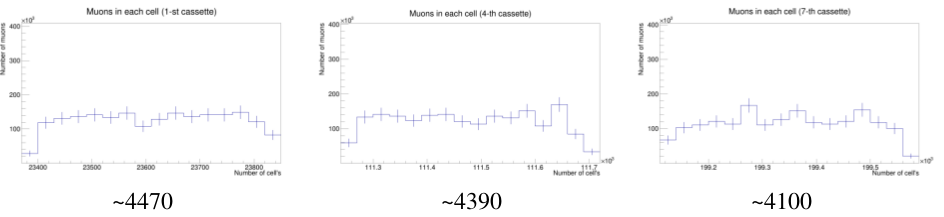 Muons in each cell (1-st cassette)
×10³
Number of muons
400
300
200
100
23400 23500 23600 23700 23800
Number of cell's
~4470
Muons in each cell (4-th cassette)
×10³
Number of muons
400
300
200
100
111.3 111.4 111.5 111.6 111.7
×10³
Number of cell's
~4390
Muons in each cell (7-th cassette)
×10³
Number of muons
400
300
200
100
199.2 199.3 199.4 199.5
×10³
Number of cell's
~4100